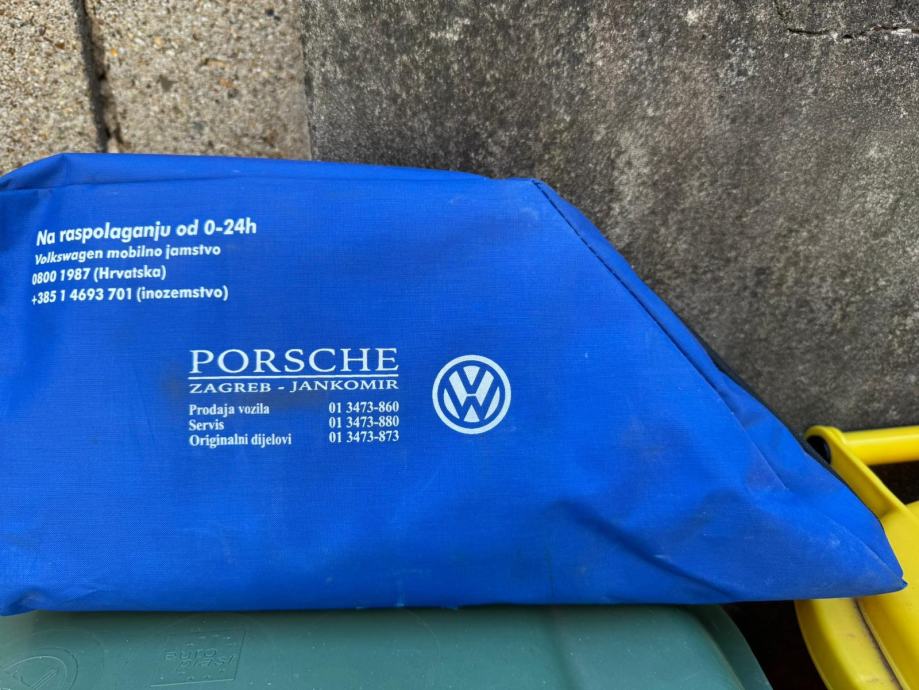 Na raspolaganju od 0-24h
Volkswagen mobilno jamstvo
0800 1987 (Hrvatska)
+385 1 4693 701 (inozemstvo)
PORSCHE
ZAGREB - JANKOMIR
Prodaja vozila 01 3473-860
Servis 01 3473-880
Originalni dijelovi 01 3473-873
VW